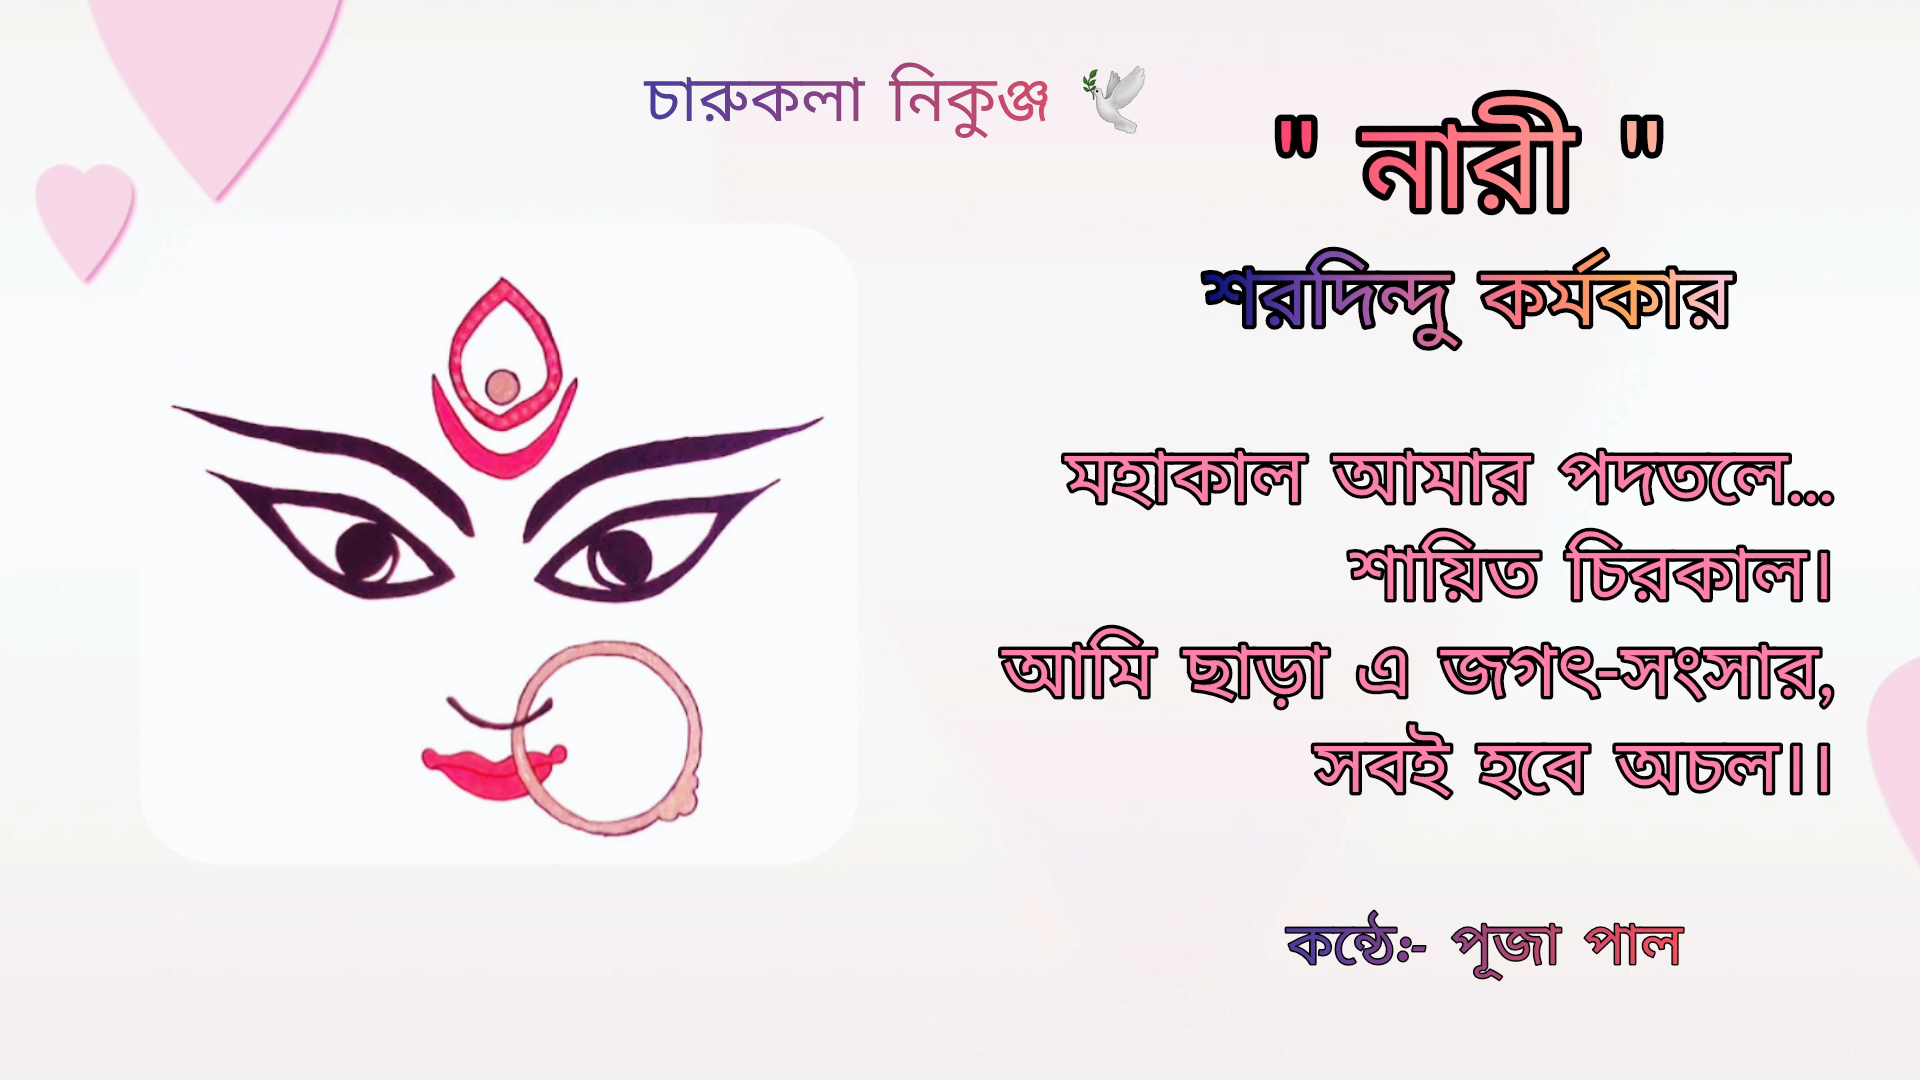 চারুকলা নিকুঞ্জ 🕊️
" নারী "
শরদিন্দু কর্মকার
মহাকাল আমার পদতলে...
শায়িত চিরকাল।
আমি ছাড়া এ জগৎ-সংসার,
সবই হবে অচল।।
কন্ঠে:- পূজা পাল